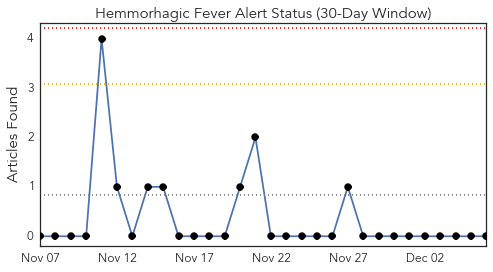 Hemmorhagic Fever Alert Status (30-Day Window)
Articles Found
4
3
2
1
0
Nov 07 Nov 12 Nov 17 Nov 22 Nov 27 Dec 02